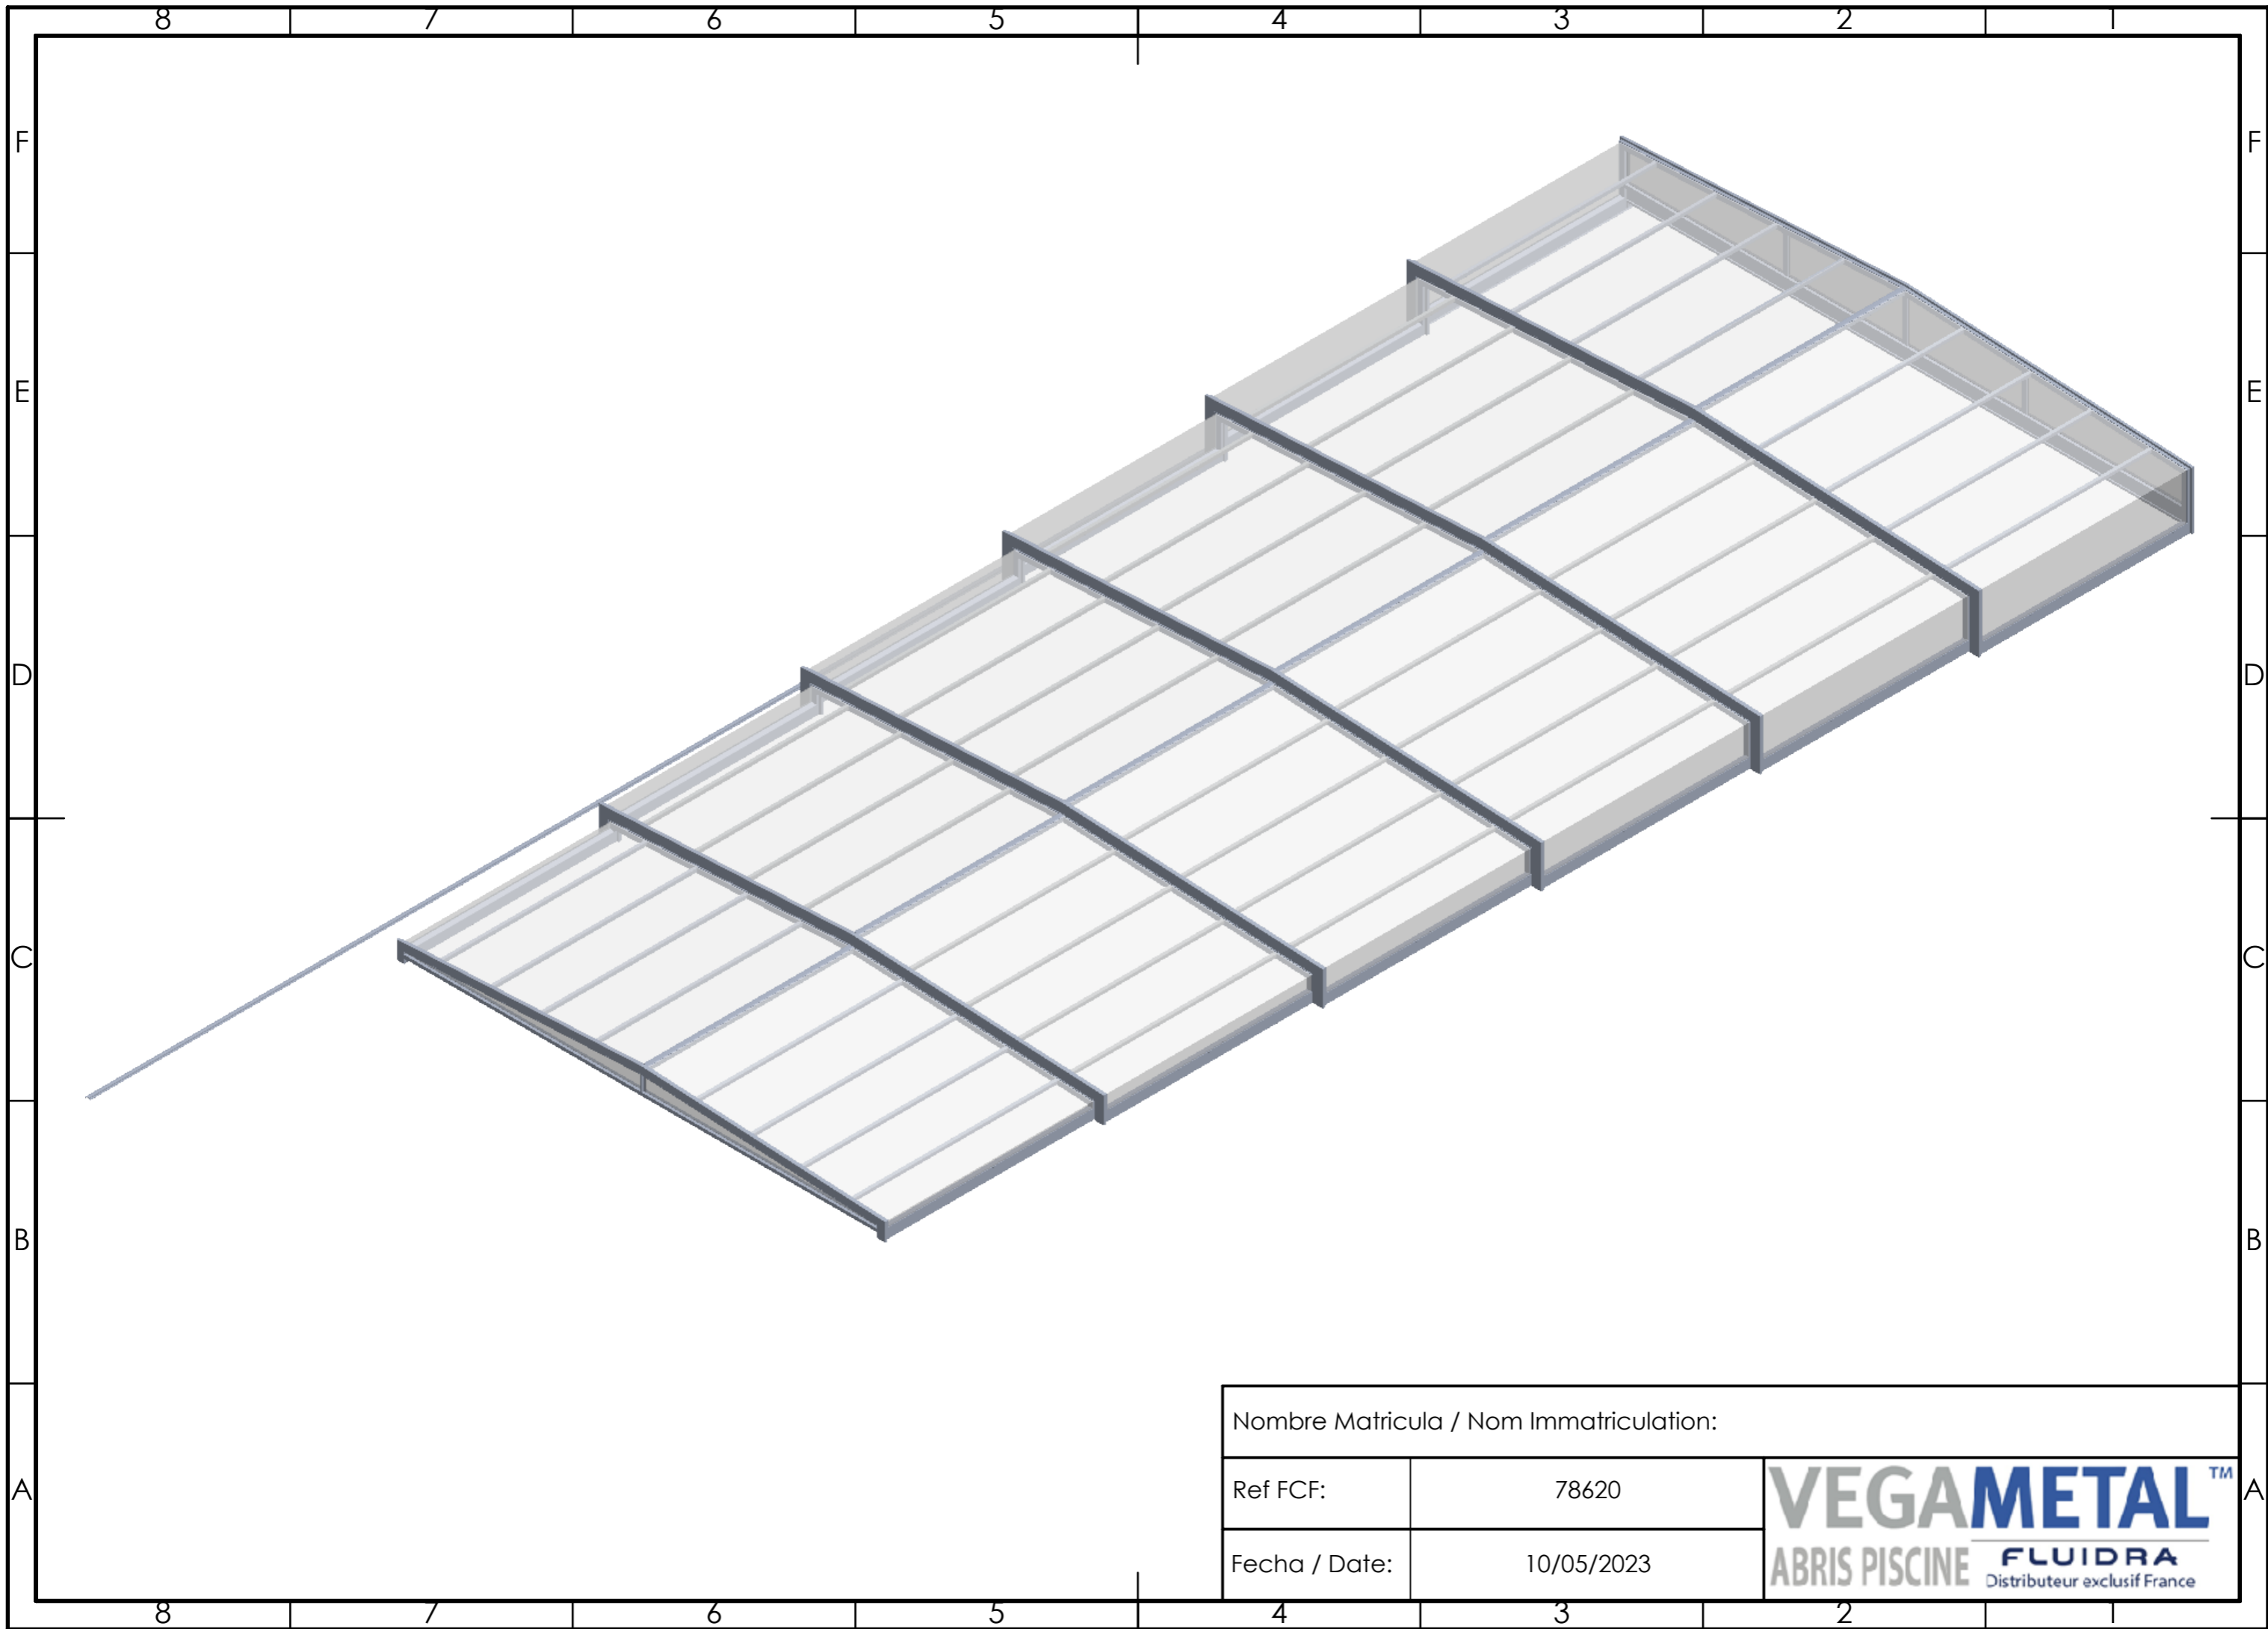 8 7 6 5 4 3 2 1
F F
E E
D D
C C
B B
A A
Nombre Matricula / Nom Immatriculation:
Ref FCF: 78620
Fecha / Date: 10/05/2023
VEGAMETAL™
ABRIS PISCINE FLUIDRA
Distributeur exclusif France
8 7 6 5 4 3 2 1